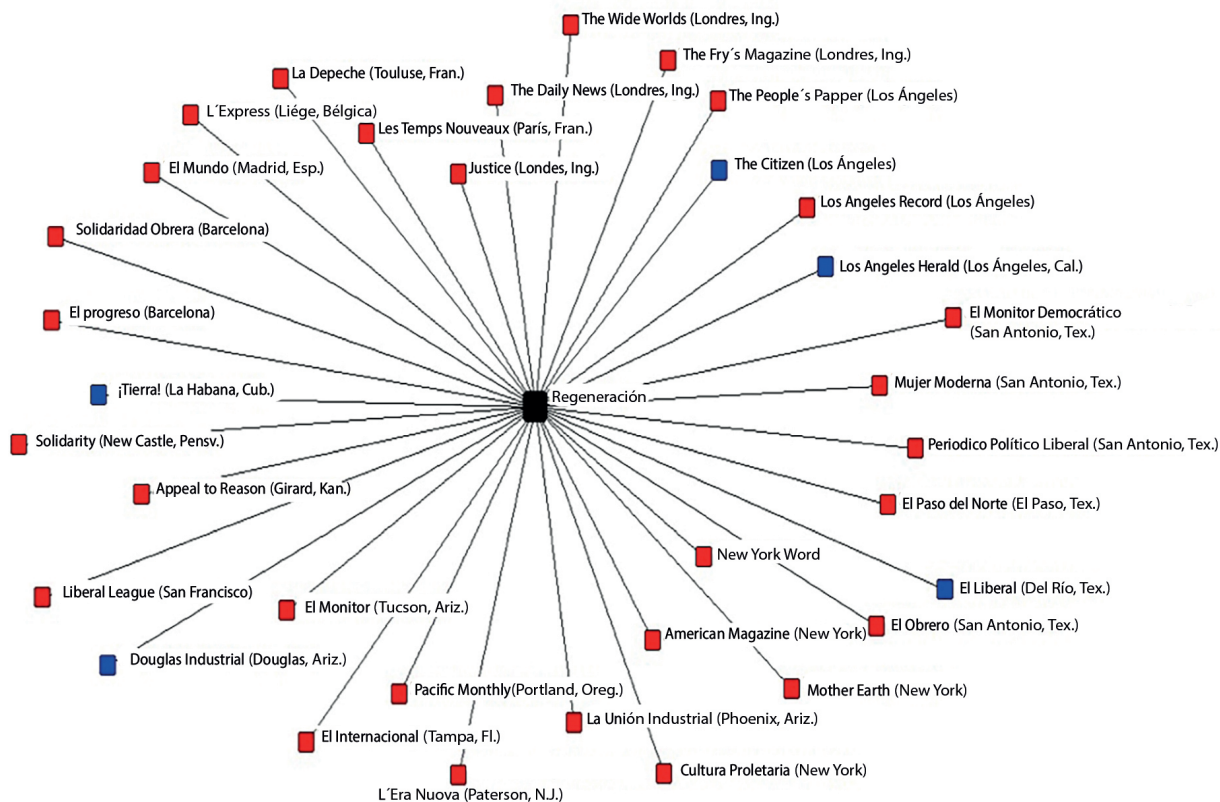 The Wide Worlds (Londres, Ing.)
The Fry´s Magazine (Londres, Ing.)
La Depeche (Touluse, Fran.)
The Daily News (Londres, Ing.)
The People´s Papper (Los Ángeles)
L´Express (Liége, Bélgica)
Les Temps Nouveaux (París, Fran.)
El Mundo (Madrid, Esp.)
Justice (Londes, Ing.)
The Citizen (Los Ángeles)
Los Angeles Record (Los Ángeles)
Solidaridad Obrera (Barcelona)
Los Angeles Herald (Los Ángeles, Cal.)
El progreso (Barcelona)
El Monitor Democrático
(San Antonio, Tex.)
¡Tierra! (La Habana, Cub.)
Regeneración
Mujer Moderna (San Antonio, Tex.)
Solidarity (New Castle, Pensv.)
Periodico Político Liberal (San Antonio, Tex.)
Appeal to Reason (Girard, Kan.)
El Paso del Norte (El Paso, Tex.)
New York Word
Liberal League (San Francisco)
El Liberal (Del Río, Tex.)
El Monitor (Tucson, Ariz.)
El Obrero (San Antonio, Tex.)
American Magazine (New York)
Douglas Industrial (Douglas, Ariz.)
Pacific Monthly(Portland, Oreg.)
Mother Earth (New York)
La Unión Industrial (Phoenix, Ariz.)
El Internacional (Tampa, Fl.)
Cultura Proletaria (New York)
L´Era Nuova (Paterson, N.J.)